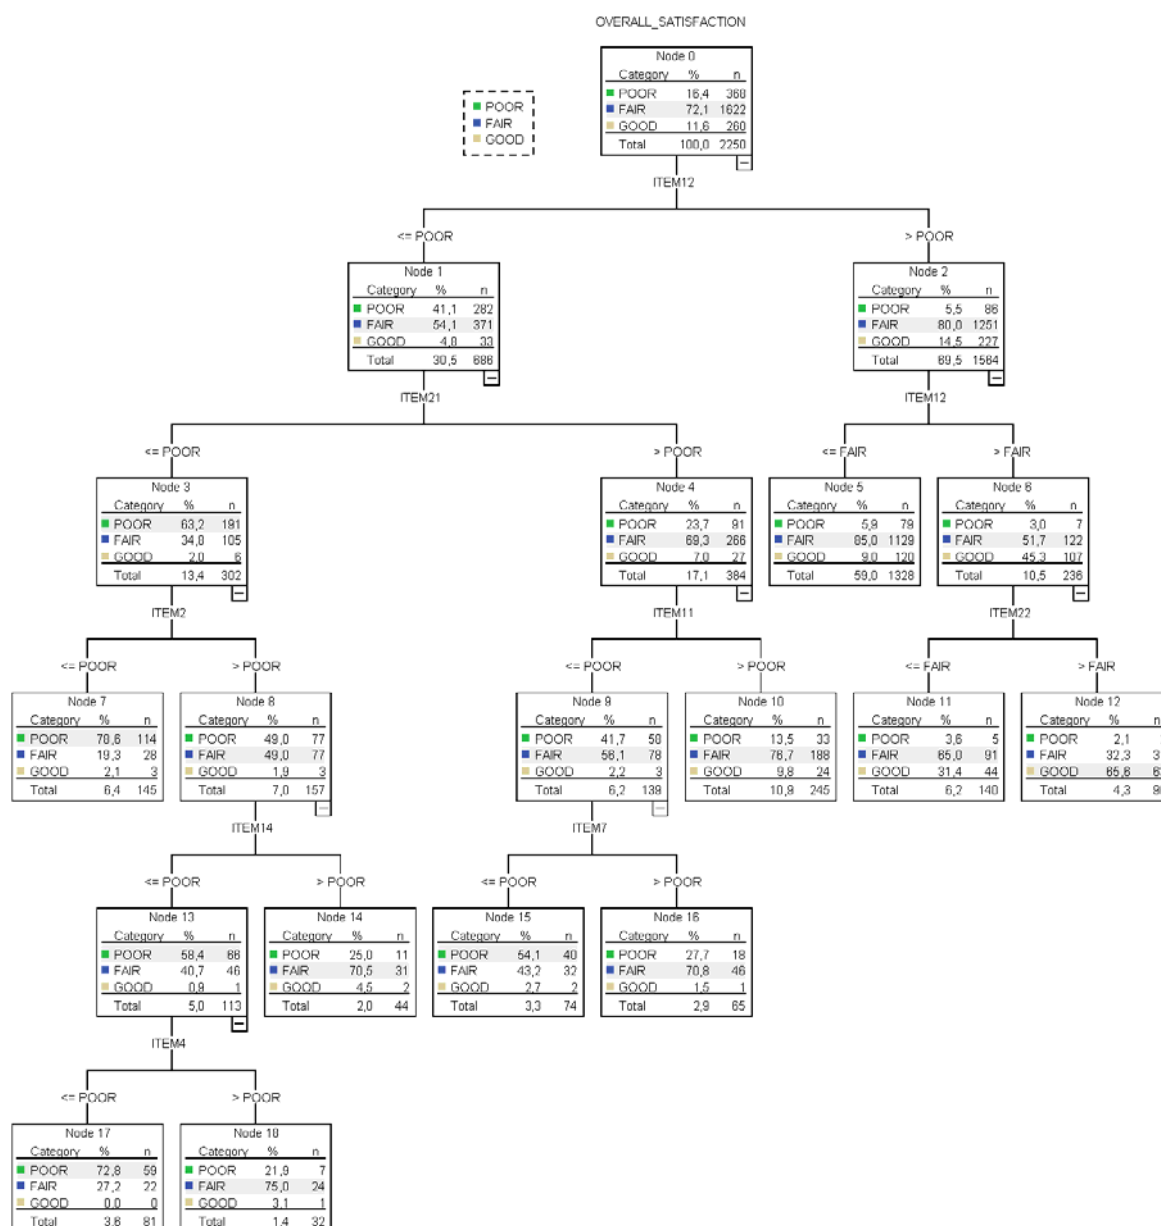 OVERALL_SATISFACTION
POOR
FAIR
GOOD
Node 0
Category % n
POOR 16,4 368
FAIR 72,1 1622
GOOD 11,6 260
Total 100,0 2250
ITEM12
<= POOR
> POOR
Node 1
Category % n
POOR 41,1 282
FAIR 54,1 371
GOOD 4,8 33
Total 30,5 686
Node 2
Category % n
POOR 5,5 86
FAIR 80,0 1251
GOOD 14,5 227
Total 69,5 1564
ITEM21
ITEM12
<= POOR
> POOR
<= FAIR
> FAIR
Node 3
Category % n
POOR 63,2 191
FAIR 34,8 105
GOOD 2,0 6
Total 13,4 302
Node 4
Category % n
POOR 23,7 91
FAIR 69,3 266
GOOD 7,0 27
Total 17,1 384
Node 5
Category % n
POOR 5,9 79
FAIR 85,0 1129
GOOD 9,0 120
Total 59,0 1328
Node 6
Category % n
POOR 3,0 7
FAIR 51,7 122
GOOD 45,3 107
Total 10,5 236
ITEM2
ITEM11
ITEM22
<= POOR
> POOR
<= POOR
> POOR
<= FAIR
> FAIR
Node 7
Category % n
POOR 78,6 114
FAIR 19,3 28
GOOD 2,1 3
Total 6,4 145
Node 8
Category % n
POOR 49,0 77
FAIR 49,0 77
GOOD 1,9 3
Total 7,0 157
Node 9
Category % n
POOR 41,7 58
FAIR 56,1 78
GOOD 2,2 3
Total 6,2 139
Node 10
Category % n
POOR 13,5 33
FAIR 76,7 188
GOOD 9,8 24
Total 10,9 245
Node 11
Category % n
POOR 3,6 5
FAIR 65,0 91
GOOD 31,4 44
Total 6,2 140
Node 12
Category % n
POOR 2,1
FAIR 32,3
GOOD 65,6
Total 4,3
ITEM14
ITEM7
<= POOR
> POOR
<= POOR
> POOR
Node 13
Category % n
POOR 58,4 66
FAIR 40,7 46
GOOD 0,9 1
Total 5,0 113
Node 14
Category % n
POOR 25,0 11
FAIR 70,5 31
GOOD 4,5 2
Total 2,0 44
Node 15
Category % n
POOR 54,1 40
FAIR 43,2 32
GOOD 2,7 2
Total 3,3 74
Node 16
Category % n
POOR 27,7 18
FAIR 70,8 46
GOOD 1,5 1
Total 2,9 65
ITEM4
<= POOR
> POOR
Node 17
Category % n
POOR 72,8 59
FAIR 27,2 22
GOOD 0,0 0
Total 3,6 81
Node 18
Category % n
POOR 21,9 7
FAIR 75,0 24
GOOD 3,1 1
Total 1,4 32